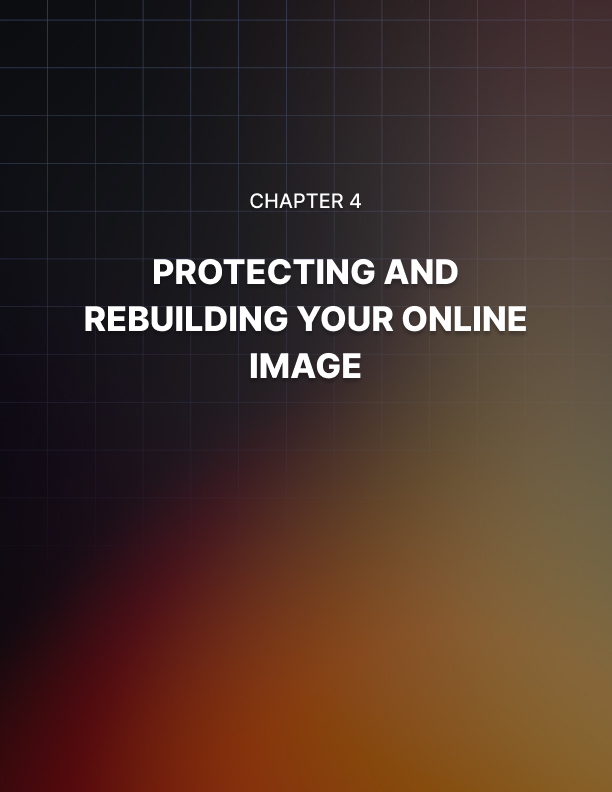 CHAPTER 4
PROTECTING AND
REBUILDING YOUR ONLINE
IMAGE